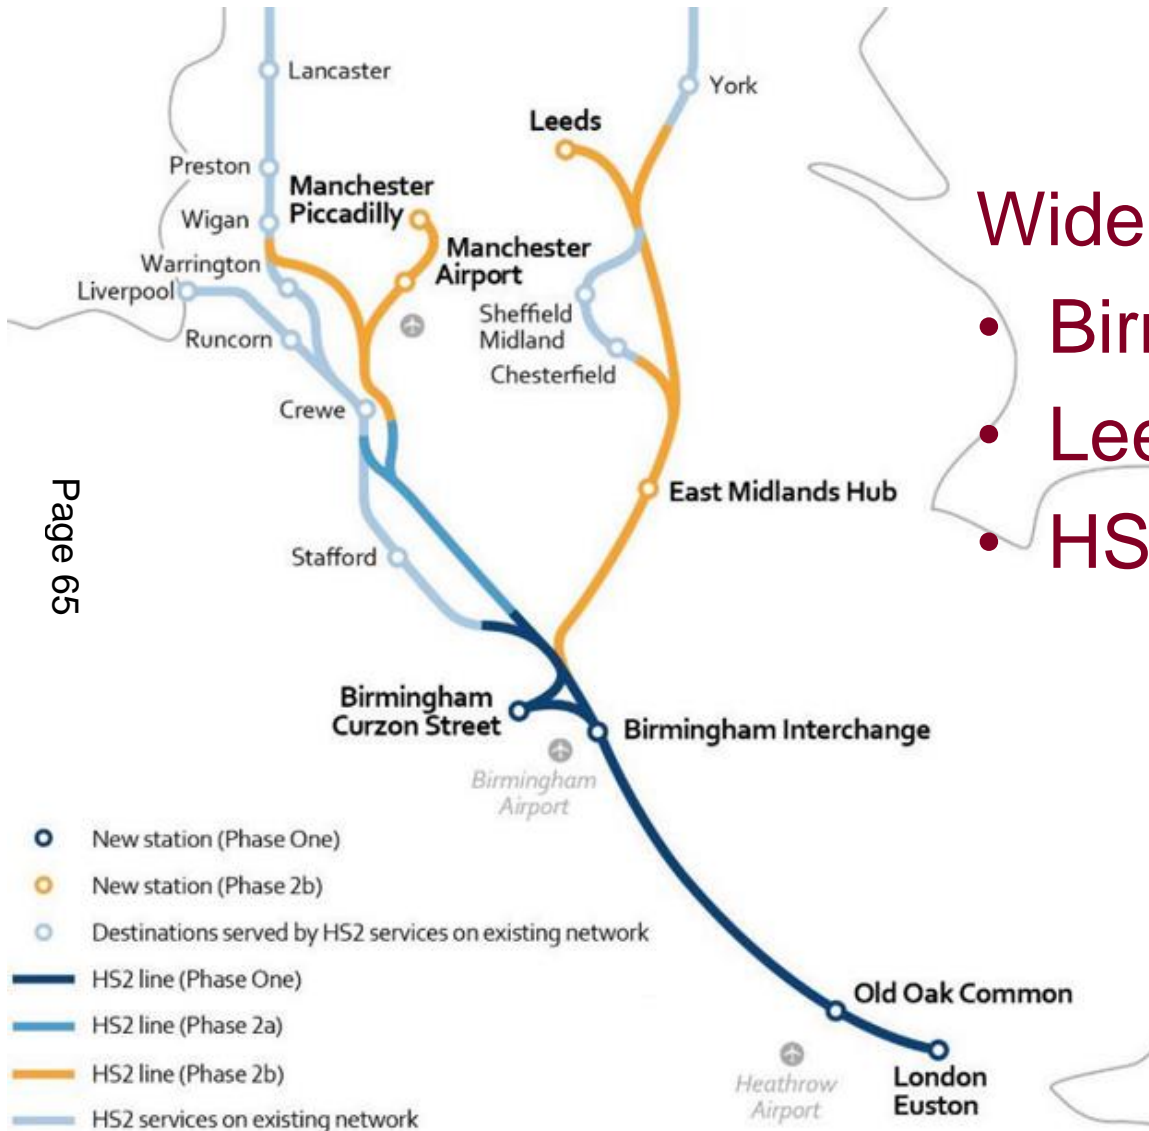 Lancaster
York
Leeds
Preston
Manchester
Piccadilly
Wigan
Manchester
Airport
Warrington
Liverpool
Sheffield
Midland
Runcorn
Chesterfield
Crewe
East Midlands Hub
Stafford
Page 65
Birmingham
Curzon Street
Birmingham Interchange
Birmingham
Airport
Old Oak Common
London
Euston
Heathrow
Airport
New station (Phase One)
New station (Phase 2b)
Destinations served by HS2 services on existing network
HS2 line (Phase One)
HS2 line (Phase 2a)
HS2 line (Phase 2b)
HS2 services on existing network
Wide
• Bir
• Lee
• HS